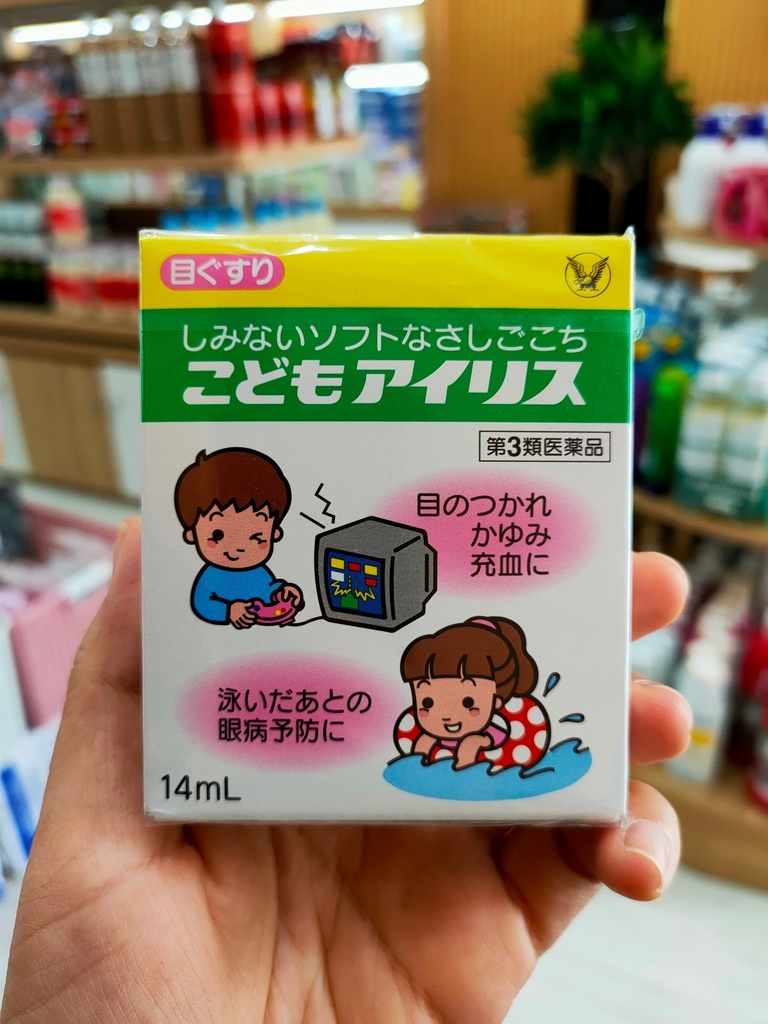 目ぐすり
しみないソフトなさしごこち
こどもアイリス
第3類医薬品
目のつかれ
かゆみ
充血に
泳いだあとの
眼病予防に
14mL